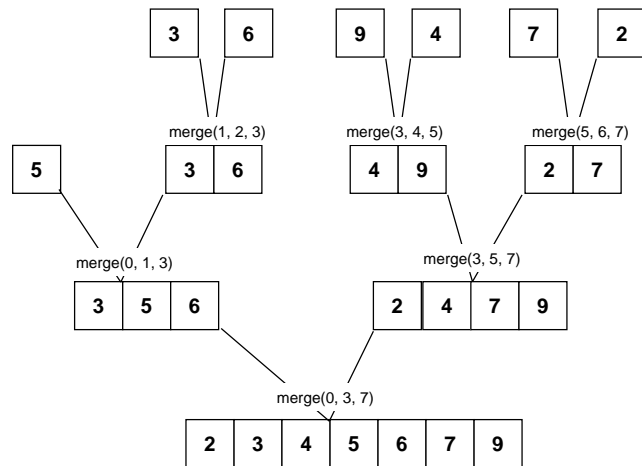 3 6 9 4 7 2
merge(1, 2, 3) merge(3, 4, 5) merge(5, 6, 7)
5 3 6 4 9 2 7
merge(0, 1, 3) merge(3, 5, 7)
3 5 6 2 4 7 9
merge(0, 3, 7)
2 3 4 5 6 7 9